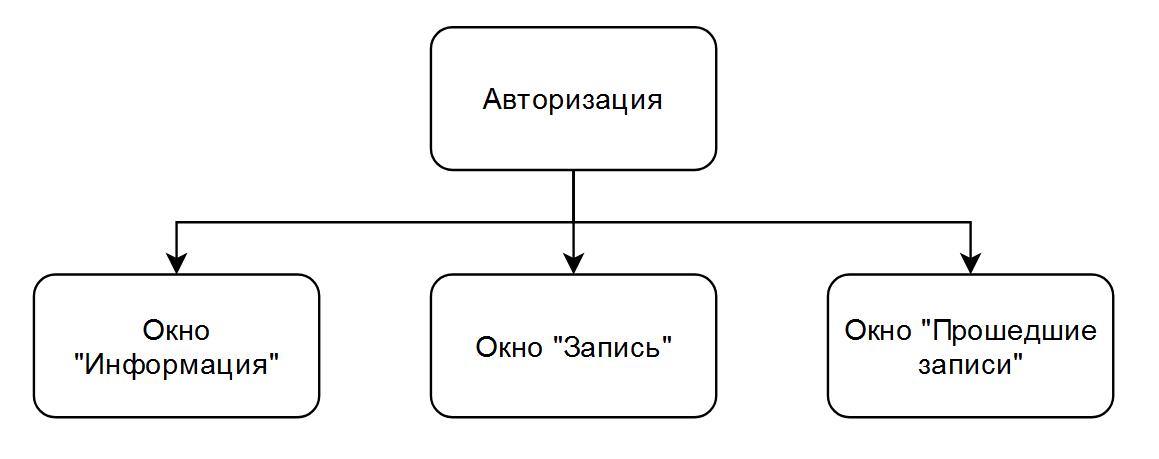 Авторизация
Окно
"Информация"
Окно "Запись"
Окно "Прошедшие
записи"